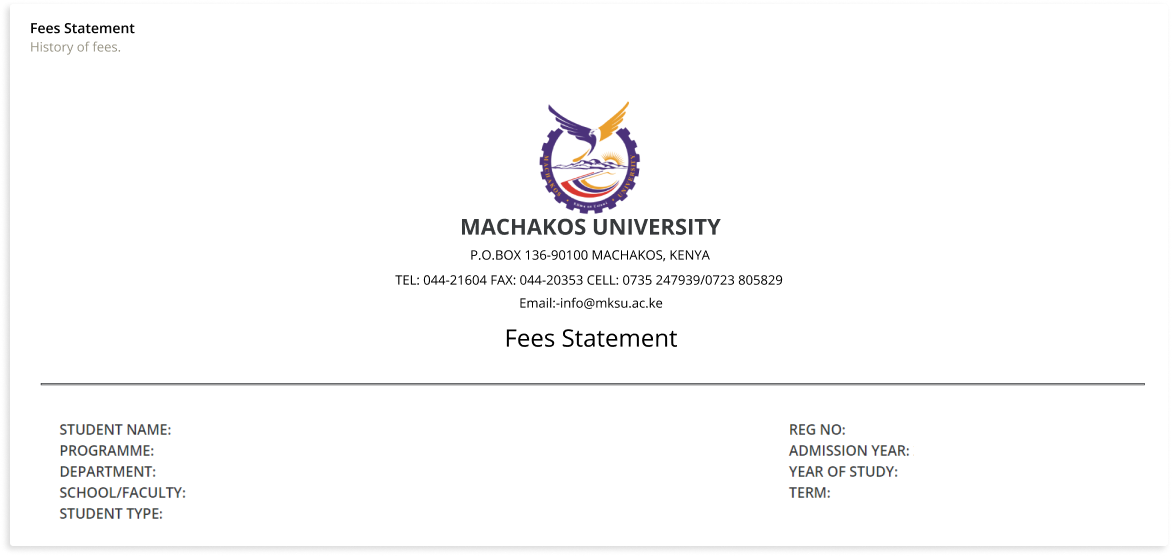 Fees Statement
History of fees.
MACHAKOS UNIVERSITY
MACHAKOS UNIVERSITY
P.O.BOX 136-90100 MACHAKOS, KENYA
TEL: 044-21604 FAX: 044-20353 CELL: 0735 247939/0723 805829
Email:-info@mksu.ac.ke
Fees Statement
STUDENT NAME:
PROGRAMME:
DEPARTMENT:
SCHOOL/FACULTY:
STUDENT TYPE:
REG NO:
ADMISSION YEAR:
YEAR OF STUDY:
TERM: